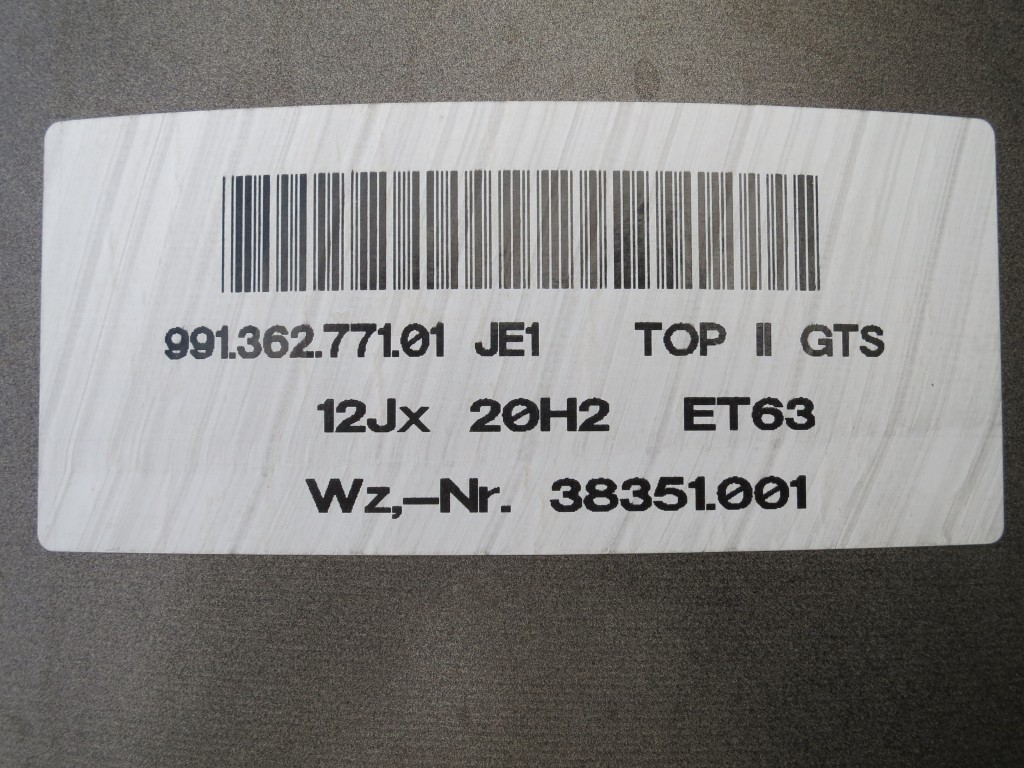 991.362.771.01 JE1 TOP II GTS
12Jx 20H2 ET63
Wz,-Nr. 38351.001